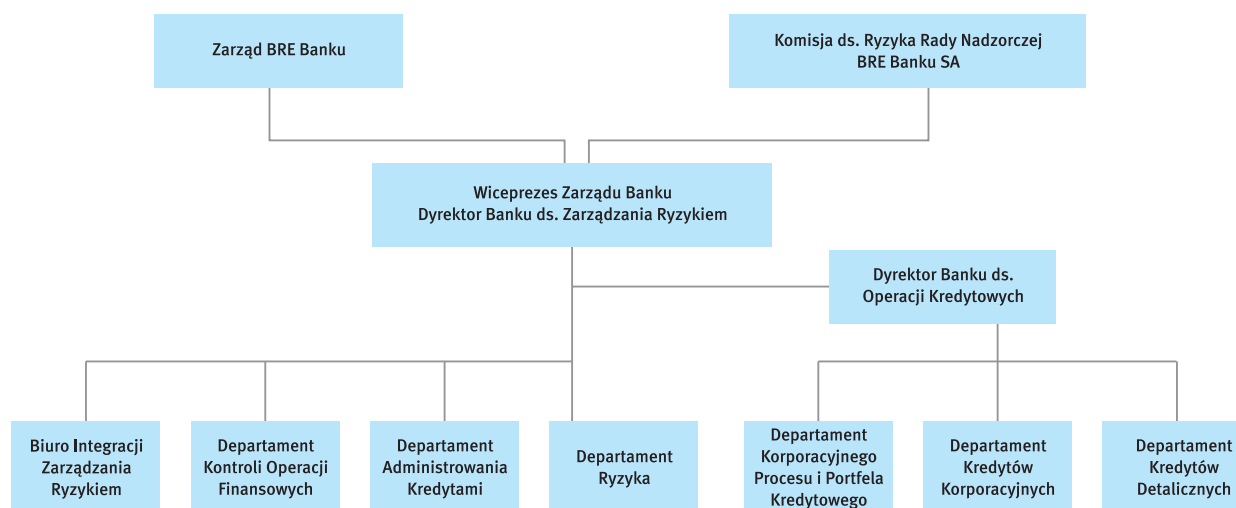 Zarząd BRE Banku
Komisja ds. Ryzyka Rady Nadzorczej
BRE Banku SA
Wiceprezes Zarządu Banku
Dyrektor Banku ds. Zarządzania Ryzykiem
Dyrektor Banku ds.
Operacji Kredytowych
Biuro Integracji
Zarządzania
Ryzykiem
Departament
Kontroli Operacji
Finansowych
Departament
Administrowania
Kredytami
Departament
Ryzyka
Departament
Korporacyjnego
Procesu i Portfela
Kredytowego
Departament
Kredytów
Korporacyjnych
Departament
Kredytów
Detalicznych